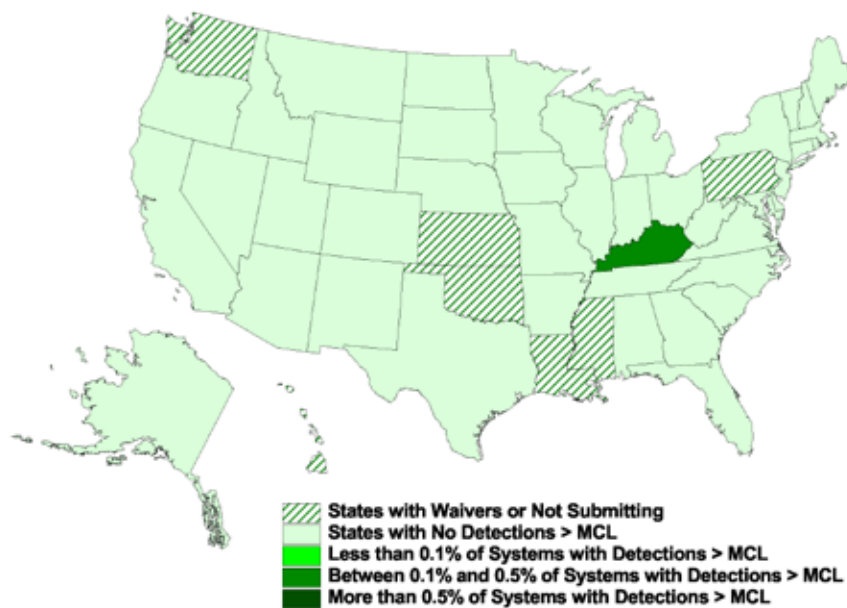 States with Waivers or Not Submitting
States with No Detections > MCL
Less than 0.1% of Systems with Detections > MCL
Between 0.1% and 0.5% of Systems with Detections > MCL
More than 0.5% of Systems with Detections > MCL